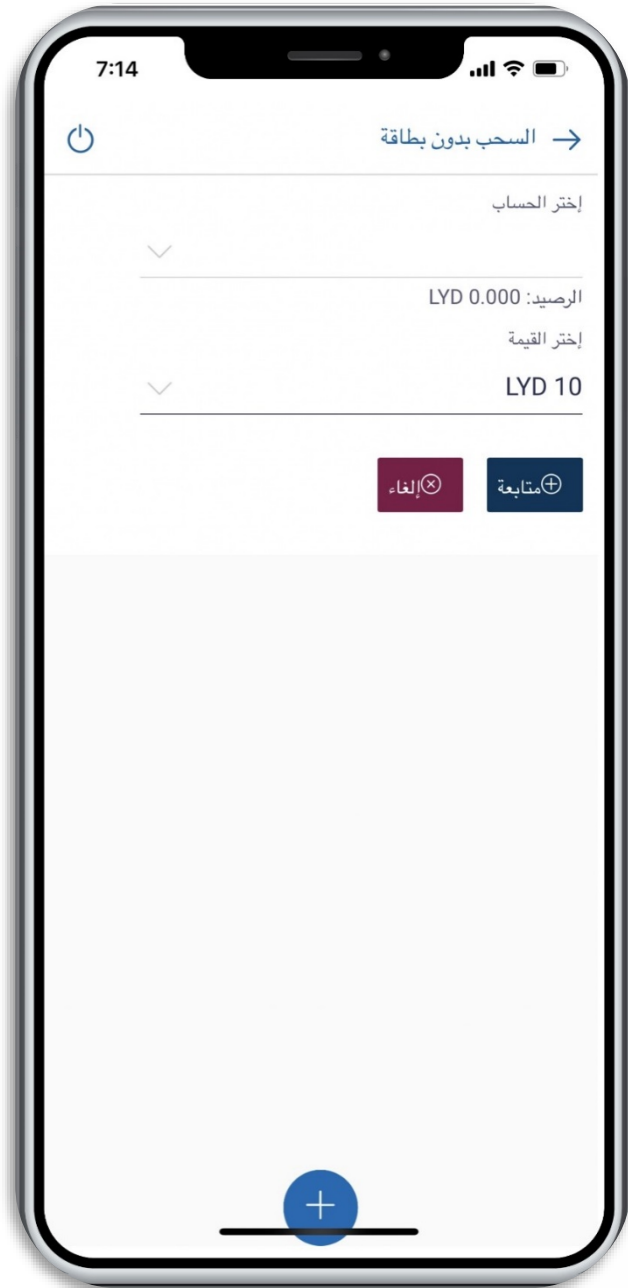 7:14
السحب بدون بطاقة
إختر الحساب
الرصيد: LYD 0.000
إختر القيمة
LYD 10
متابعة إلغاء